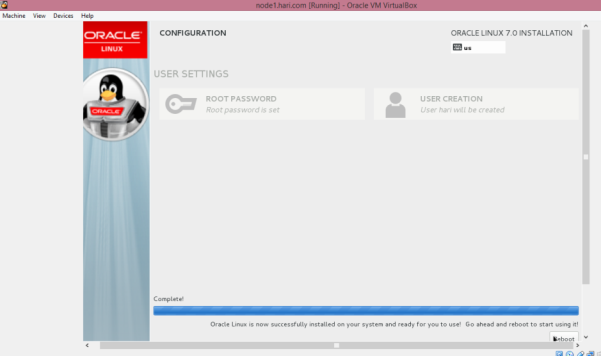 node1.hari.com [Running] - Oracle VM VirtualBox
Machine View Devices Help
ORACLE
LINUX
CONFIGURATION
ORACLE LINUX 7.0 INSTALLATION
us
USER SETTINGS
ORACLE
ROOT PASSWORD
Root password is set
USER CREATION
User hari will be created
Complete!
Oracle Linux is now successfully installed on your system and ready for you to use! Go ahead and reboot to start using it!
Reboot